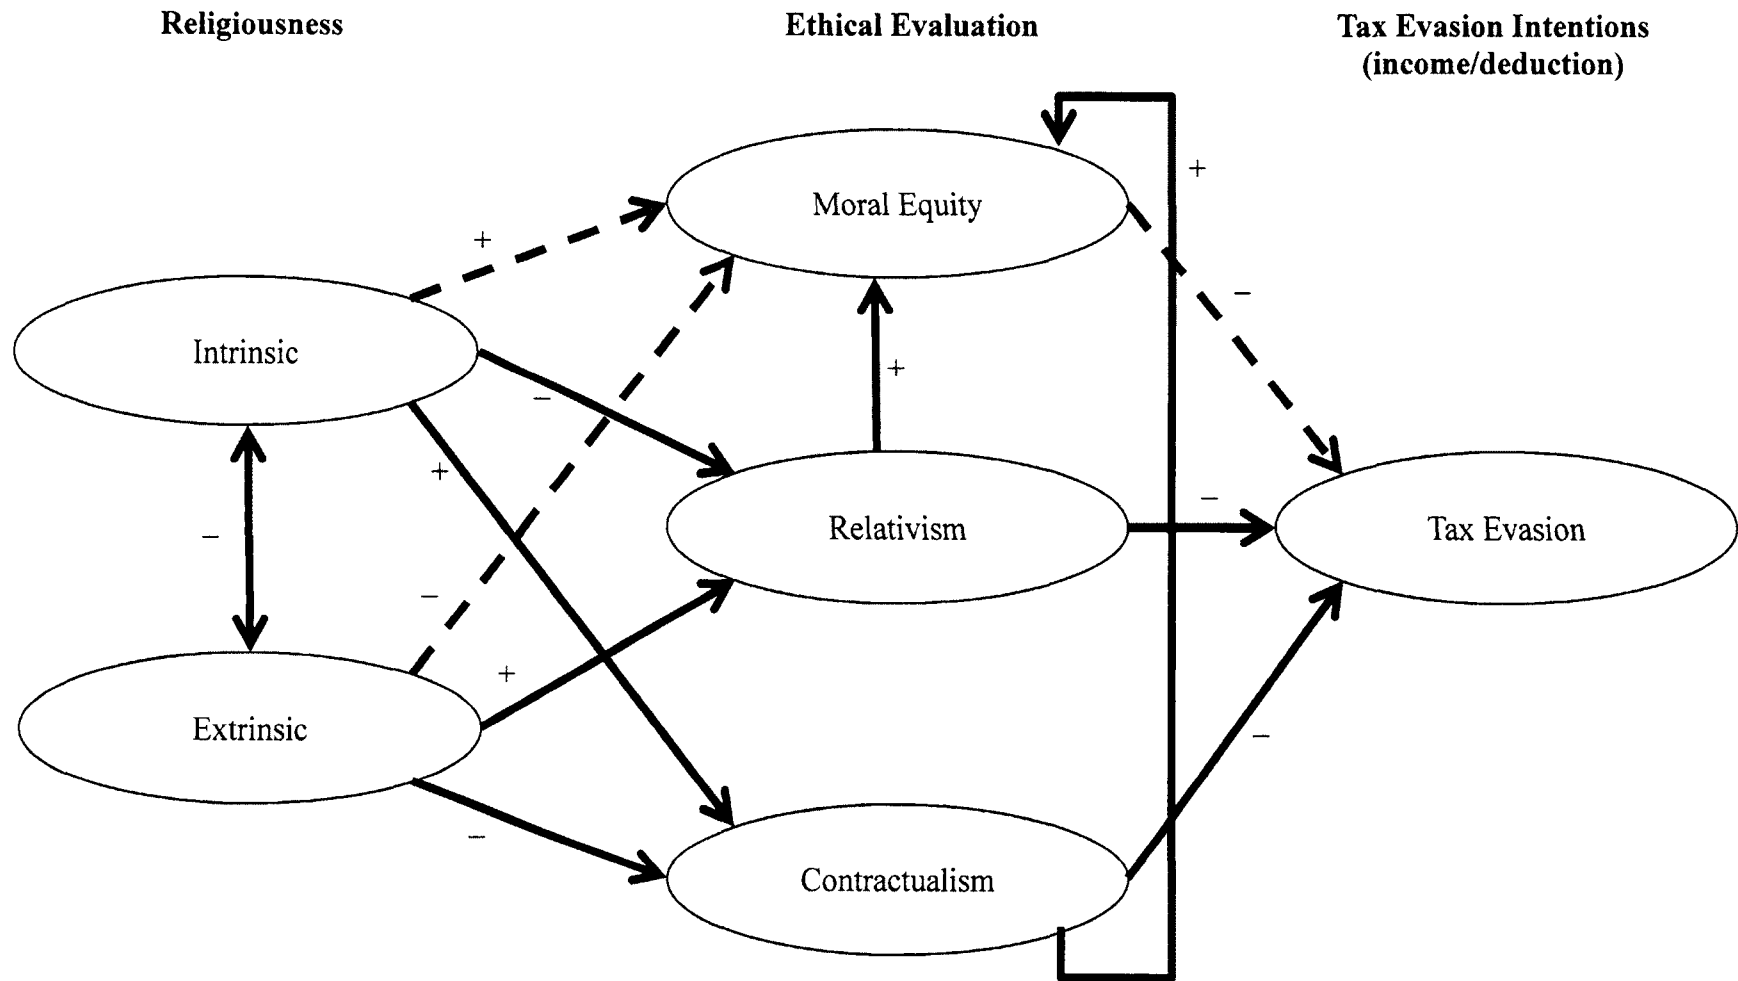 Religiousness
Ethical Evaluation
Tax Evasion Intentions
(income/deduction)
+
Moral Equity
+
–
Intrinsic
–
+
+
–
Relativism
–
Tax Evasion
–
+
Extrinsic
–
–
Contractualism